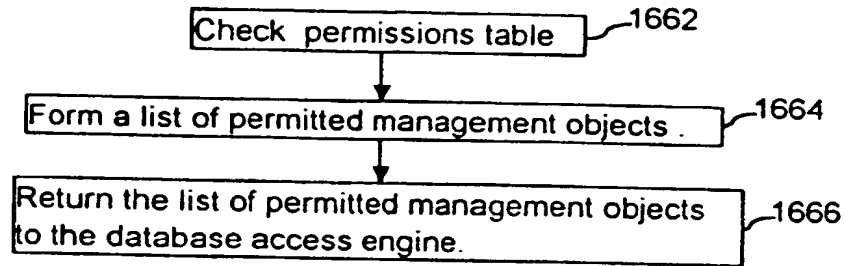 Check permissions table
1662
Form a list of permitted management objects .
1664
Return the list of permitted management objects
to the database access engine.
1666